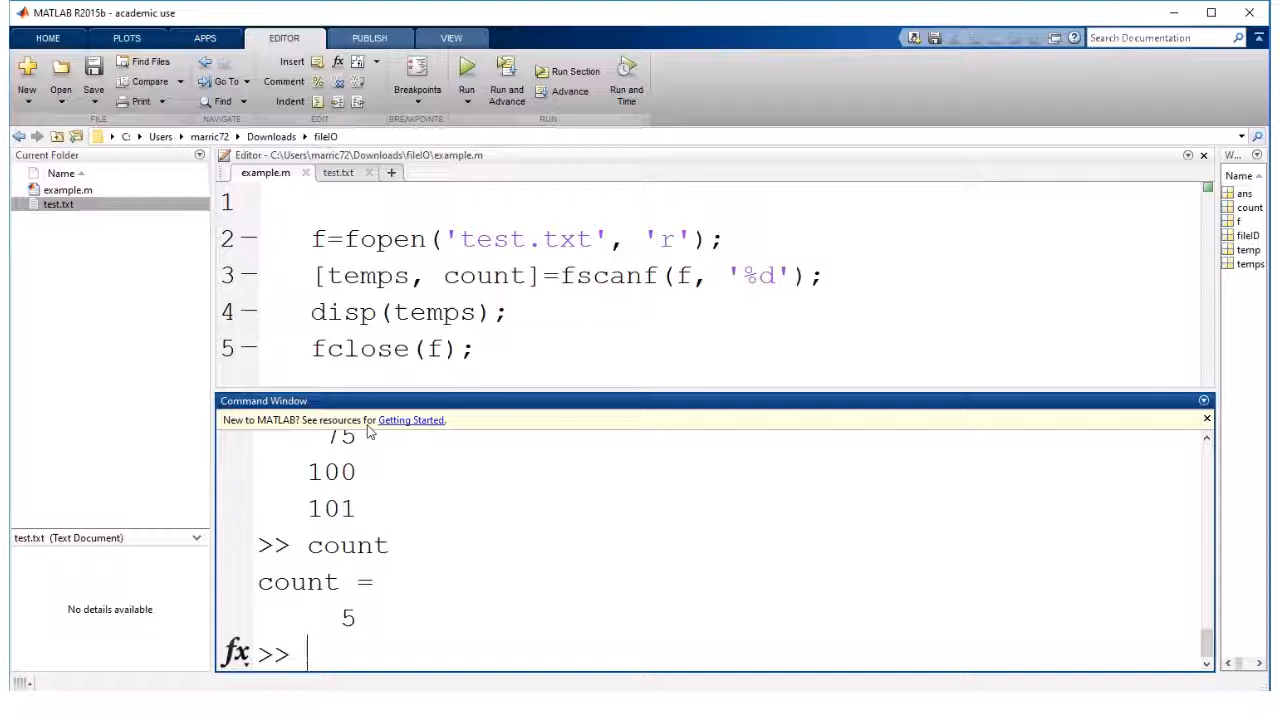 MATLAB R2015b - academic use
HOME PLOTS APPS EDITOR PUBLISH VIEW
Search Documentation
New Open Save
Find Files
Compare
Print
FILE
Go To
Find
NAVIGATE
Insert fx
Comment %
Indent
EDIT
Breakpoints
BREAKPOINTS
Run
Run and Advance
Run Section
Advance
Run and Time
RUN
C: Users marric72 Downloads fileIO
Current Folder
Name
example.m
test.txt
test.txt (Text Document)
No details available
Editor - C:\Users\marric72\Downloads\fileIO\example.m
example.m test.txt +
1
2 – f=fopen('test.txt', 'r');
3 – [temps, count]=fscanf(f, '%d');
4 – disp(temps);
5 – fclose(f);
Command Window
New to MATLAB? See resources for Getting Started.
75
100
101
>> count
count =
5
fx >>
W...
Name
ans
count
f
fileID
temp
temps